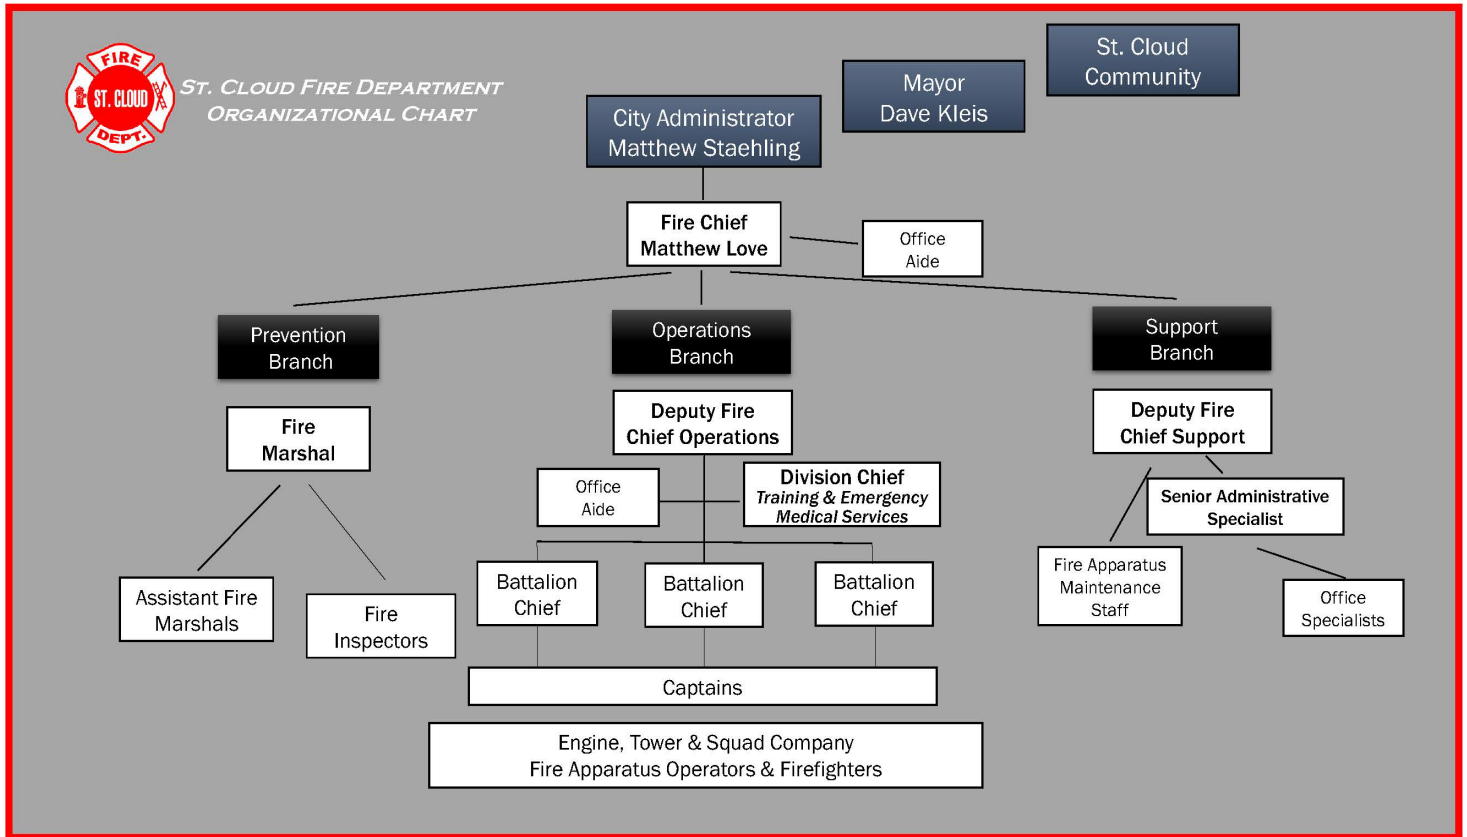 FIRE
ST. CLOUD
DEPT.
ST. CLOUD FIRE DEPARTMENT
ORGANIZATIONAL CHART
St. Cloud
Community
Mayor
Dave Kleis
City Administrator
Matthew Staehling
Fire Chief
Matthew Love
Office
Aide
Prevention
Branch
Operations
Branch
Support
Branch
Fire
Marshal
Deputy Fire
Chief Operations
Deputy Fire
Chief Support
Office
Aide
Division Chief
Training & Emergency
Medical Services
Senior Administrative
Specialist
Assistant Fire
Marshals
Fire
Inspectors
Battalion
Chief
Battalion
Chief
Battalion
Chief
Fire Apparatus
Maintenance
Staff
Office
Specialists
Captains
Engine, Tower & Squad Company
Fire Apparatus Operators & Firefighters